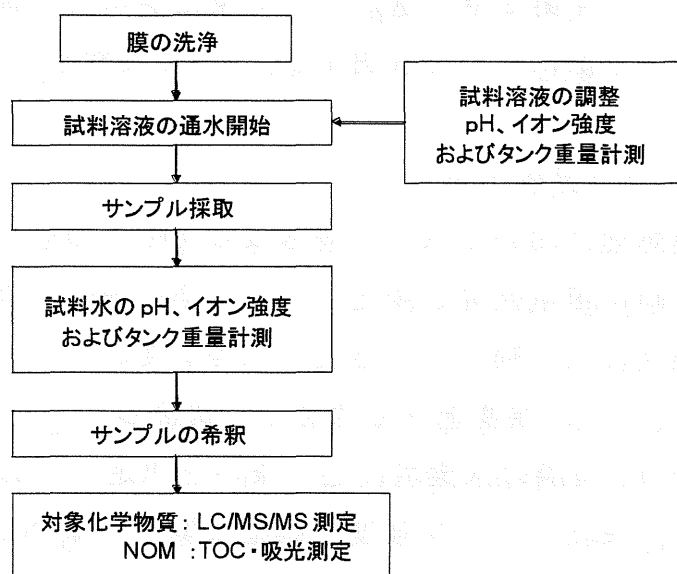 膜の洗浄
試料溶液の通水開始
試料溶液の調整
pH、イオン強度
およびタンク重量計測
サンプル採取
試料水の pH、イオン強度
およびタンク重量計測
サンプルの希釈
対象化学物質： LC/MS/MS 測定
NOM ：TOC・吸光測定